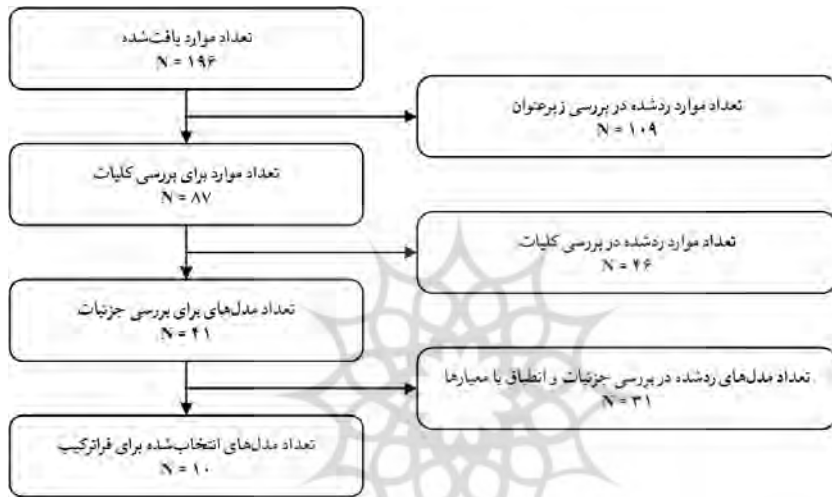 تعداد موارد یافت‌شده
N = ۱۹۶
تعداد موارد ردشده در بررسی زیرعنوان
N = ۱۰۹
تعداد موارد برای بررسی کلیات
N = ۸۷
تعداد موارد ردشده در بررسی کلیات
N = ۴۶
تعداد مدل‌های برای بررسی جزئیات
N = ۴۱
تعداد مدل‌های ردشده در بررسی جزئیات و انطباق با معیارها
N = ۳۱
تعداد مدل‌های انتخاب‌شده برای فراترکیب
N = ۱۰